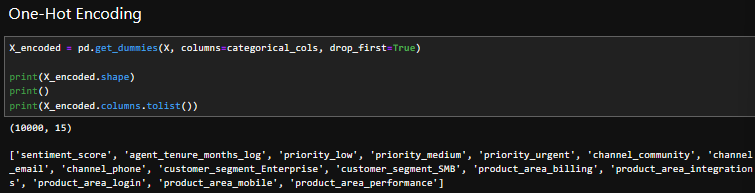 One-Hot Encoding
X_encoded = pd.get_dummies(X, columns=categorical_cols, drop_first=True)
print(X_encoded.shape)
print()
print(X_encoded.columns.tolist())
(10000, 15)
['sentiment_score', 'agent_tenure_months_log', 'priority_low', 'priority_medium', 'priority_urgent', 'channel_community', 'channel
_email', 'channel_phone', 'customer_segment_Enterprise', 'customer_segment_SMB', 'product_area_billing', 'product_area_integration
s', 'product_area_login', 'product_area_mobile', 'product_area_performance']